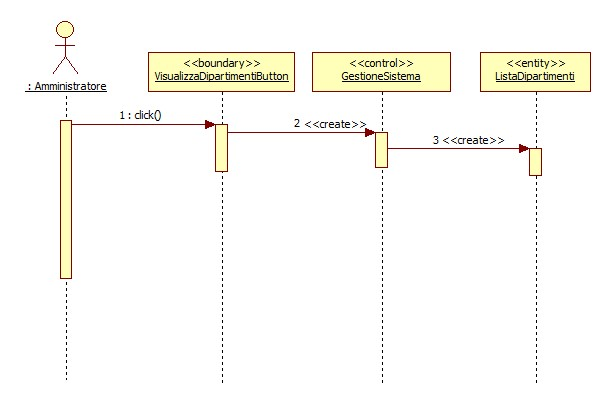 <<boundary>>
VisualizzaDipartimentiButton
<<control>>
GestioneSistema
<<entity>>
ListaDipartimenti
: Amministratore
1 : click()
2 <<create>>
3 <<create>>